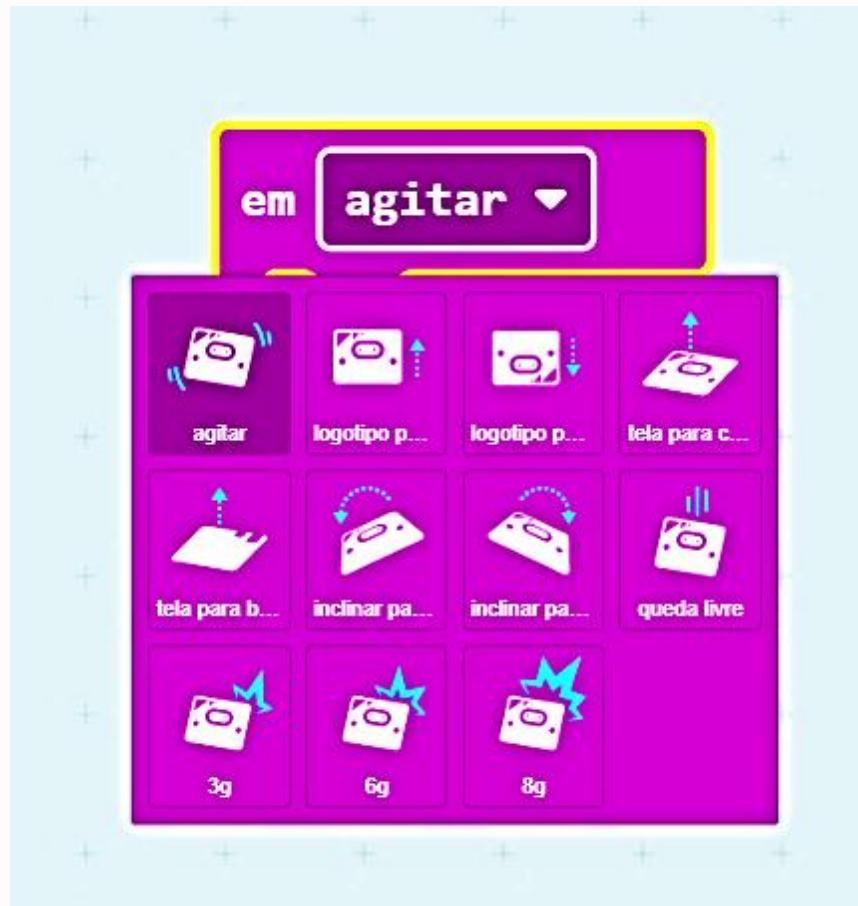 em agitar
agitar logotipo p... logotipo p... tela para c...
tela para b... inclinar pa... inclinar pa... queda livre
3g 6g 8g